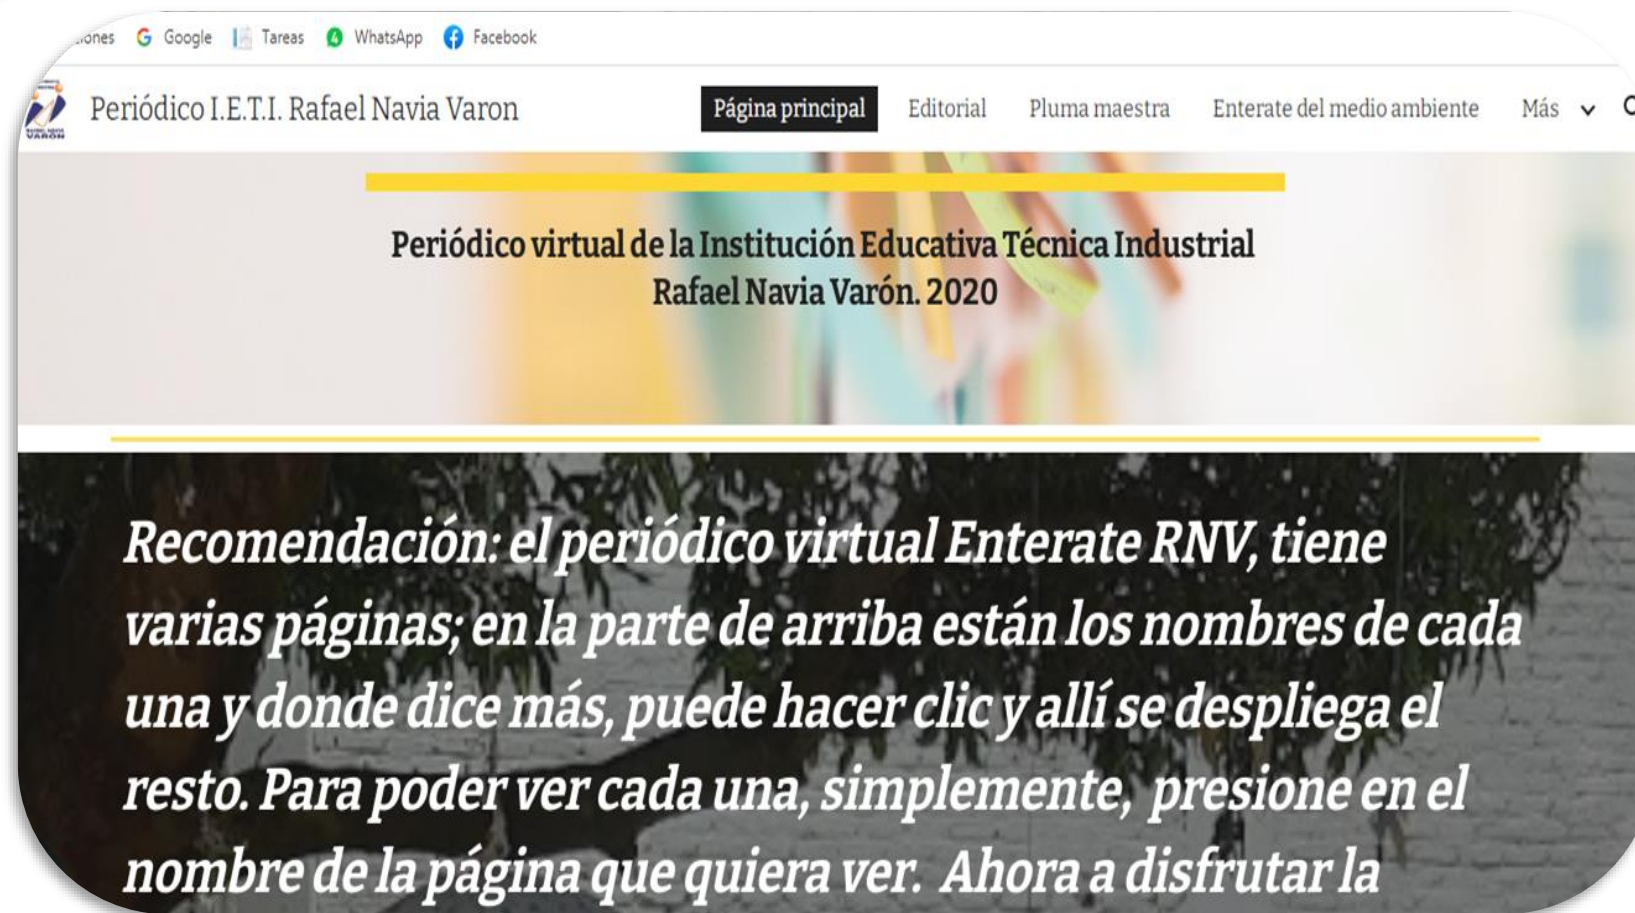 Google Tareas WhatsApp Facebook
Periódico I.E.T.I. Rafael Navia Varon
Página principal Editorial Pluma maestra Enterate del medio ambiente Más
Periódico virtual de la Institución Educativa Técnica Industrial
Rafael Navia Varón. 2020
Recomendación: el periódico virtual Enterate RNV, tiene
varias páginas; en la parte de arriba están los nombres de cada
una y donde dice más, puede hacer clic y allí se despliega el
resto. Para poder ver cada una, simplemente, presione en el
nombre de la página que quiera ver. Ahora a disfrutar la